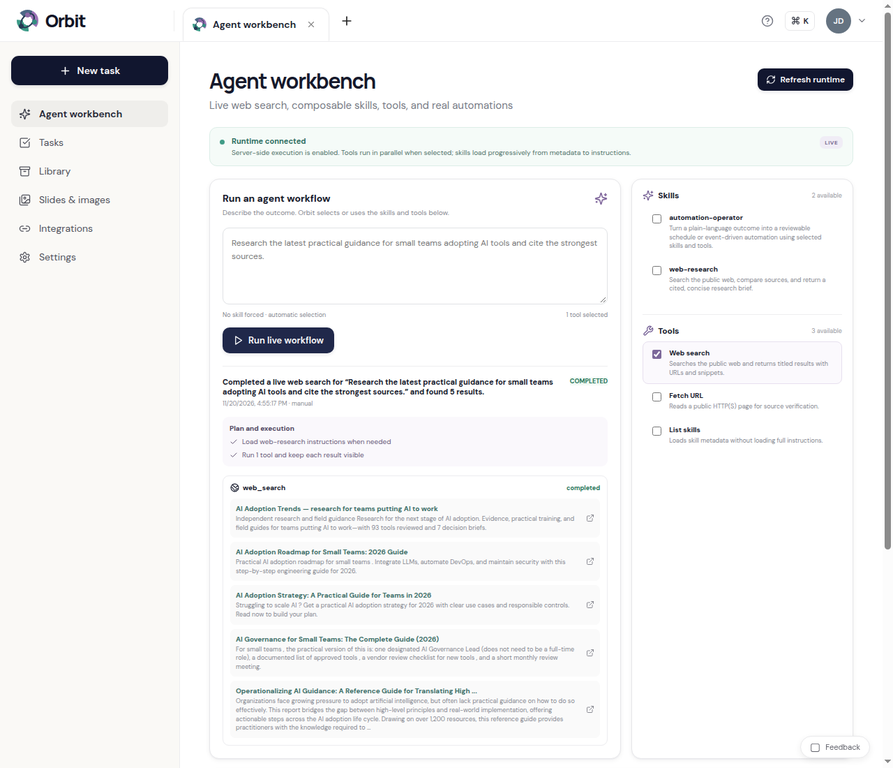 Orbit
Agent workbench
⌘ K
JD
New task
Agent workbench
Tasks
Library
Slides & images
Integrations
Settings
Agent workbench
Live web search, composable skills, tools, and real automations
Refresh runtime
Runtime connected
Server-side execution is enabled. Tools run in parallel when selected; skills load progressively from metadata to instructions.
LIVE
Run an agent workflow
Describe the outcome. Orbit selects or uses the skills and tools below.
Research the latest practical guidance for small teams adopting AI tools and cite the strongest
sources.
No skill forced · automatic selection
1 tool selected
Run live workflow
Completed a live web search for “Research the latest practical guidance for small teams
adopting AI tools and cite the strongest sources.” and found 5 results.
COMPLETED
11/20/2026, 4:55:17 PM · manual
Plan and execution
Load web-research instructions when needed
Run 1 tool and keep each result visible
web_search
completed
AI Adoption Trends — research for teams putting AI to work
Independent research and field guidance Research for the next stage of AI adoption. Evidence, practical training, and
field guides for teams putting AI to work—with 93 tools reviewed and 7 decision briefs.
AI Adoption Roadmap for Small Teams: 2026 Guide
Practical AI adoption roadmap for small teams . Integrate LLMs, automate DevOps, and maintain security with this
step-by-step engineering guide for 2026.
AI Adoption Strategy: A Practical Guide for Teams in 2026
Struggling to scale AI ? Get a practical AI adoption strategy for 2026 with clear use cases and responsible controls.
Read now to build your plan.
AI Governance for Small Teams: The Complete Guide (2026)
For small teams , the practical version of this is: one designated AI Governance Lead (does not need to be a full-time
role), a documented list of approved tools , a vendor review checklist for new tools , and a short monthly review
meeting.
Operationalizing AI Guidance: A Reference Guide for Translating High ...
Organizations face growing pressure to adopt artificial intelligence, but often lack practical guidance on how to do so
effectively. This report bridges the gap between high-level principles and real-world implementation, offering
actionable steps across the AI adoption life cycle. Drawing on over 1,200 resources, this reference guide provides
practitioners with the knowledge required to ...
Skills
2 available
automation-operator
Turn a plain-language outcome into a reviewable
schedule or event-driven automation using selected
skills and tools.
web-research
Search the public web, compare sources, and return a
cited, concise research brief.
Tools
3 available
Web search
Searches the public web and returns titled results with
URLs and snippets.
Fetch URL
Reads a public HTTP(S) page for source verification.
List skills
Loads skill metadata without loading full instructions.
Feedback